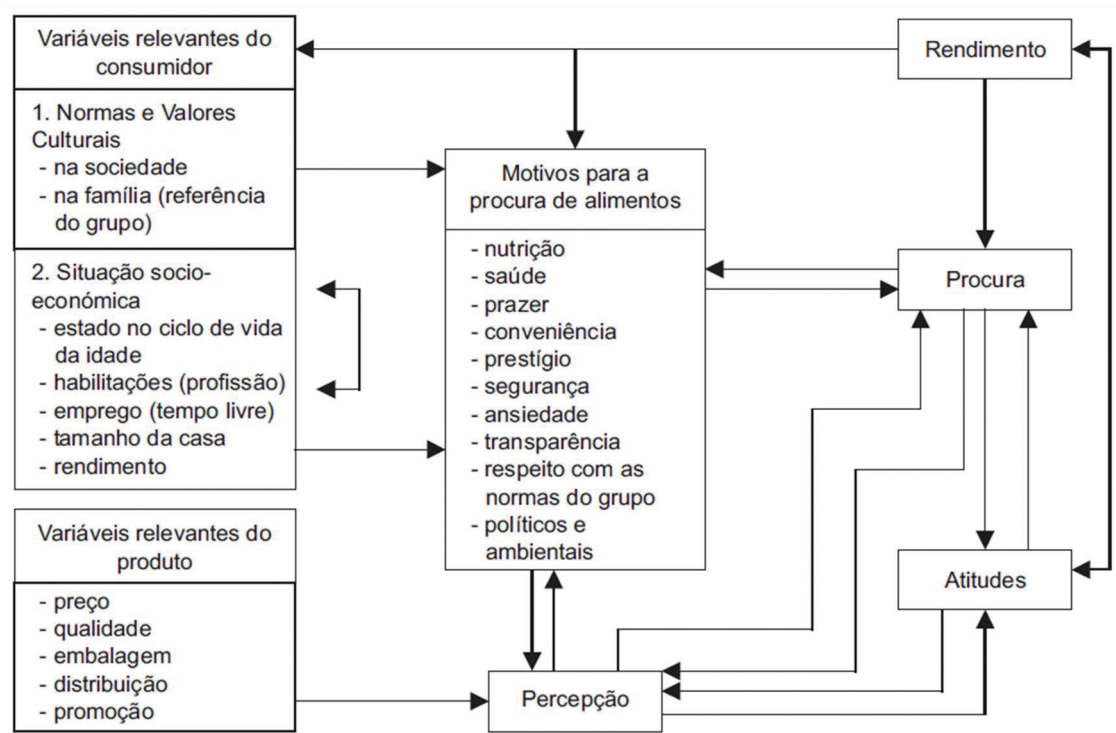 Variáveis relevantes do
consumidor
1. Normas e Valores
Culturais
- na sociedade
- na família (referência
do grupo)
2. Situação socio-
económica
- estado no ciclo de vida
da idade
- habilitações (profissão)
- emprego (tempo livre)
- tamanho da casa
- rendimento
Variáveis relevantes do
produto
- preço
- qualidade
- embalagem
- distribuição
- promoção
Motivos para a
procura de alimentos
- nutrição
- saúde
- prazer
- conveniência
- prestígio
- segurança
- ansiedade
- transparência
- respeito com as
normas do grupo
- políticos e
ambientais
Percepção
Rendimento
Procura
Atitudes